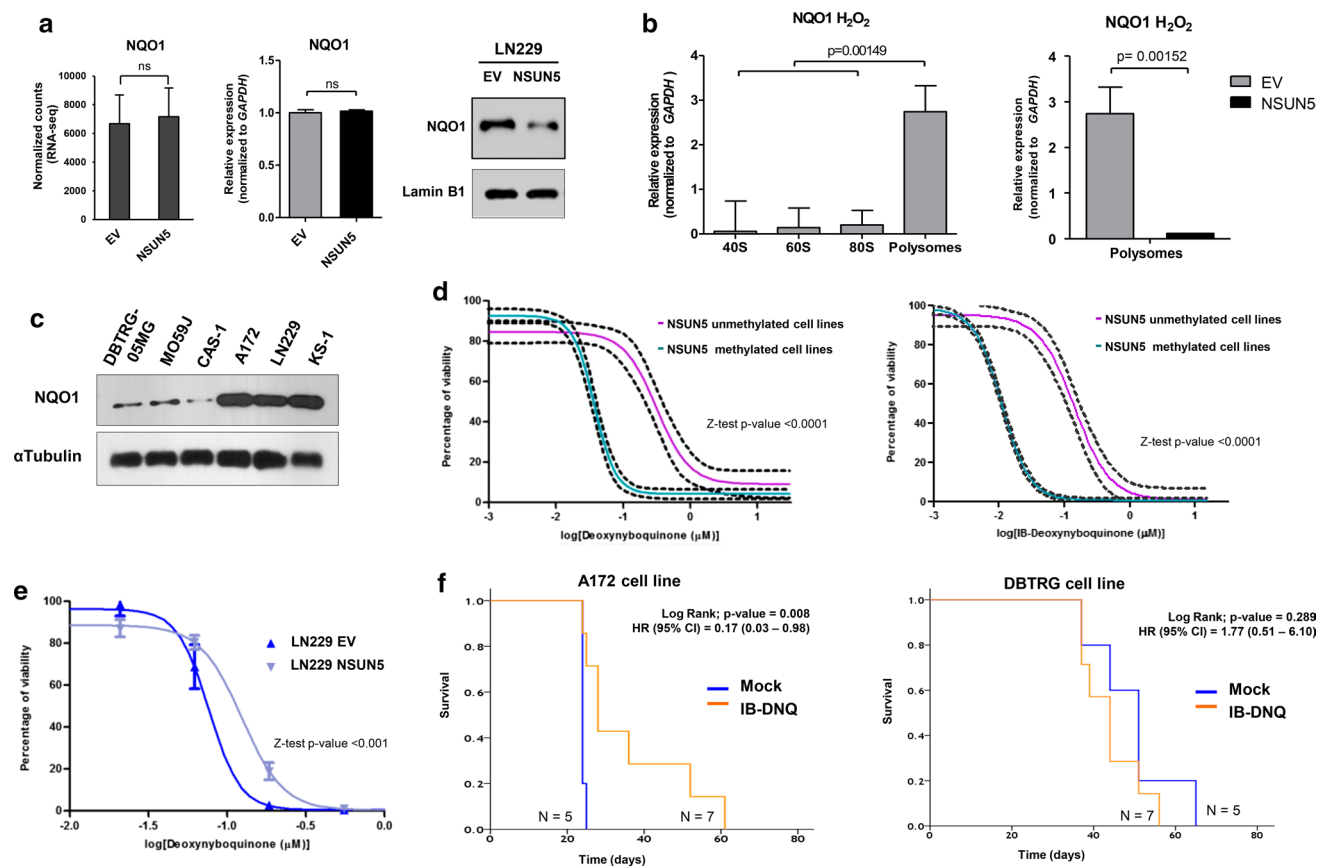 a
NQO1
Normalized counts
(RNA-seq)
10000
8000
6000
4000
2000
0
ns
EV
NSUN5
NQO1
Relative expression
(normalized to GAPDH)
1.5
1.0
0.5
0.0
ns
EV
NSUN5
LN229
EV NSUN5
NQO1
Lamin B1
b
NQO1 H2O2
p=0.00149
Relative expression
(normalized to GAPDH)
4
3
2
1
0
40S 60S 80S Polysomes
NQO1 H2O2
p= 0.00152
Relative expression
(normalized to GAPDH)
4
3
2
1
0
Polysomes
EV
NSUN5
c
DBTRG-
05MG
MO59J
CAS-1
A172
LN229
KS-1
NQO1
αTubulin
d
Percentage of viability
100
80
60
40
20
0
-3 -2 -1 0 1
log[Deoxynyboquinone (μM)]
NSUN5 unmethylated cell lines
NSUN5 methylated cell lines
Z-test p-value <0.0001
Percentage of viability
100
80
60
40
20
0
-3 -2 -1 0 1
log[IB-Deoxynyboquinone (μM)]
NSUN5 unmethylated cell lines
NSUN5 methylated cell lines
Z-test p-value <0.0001
e
Percentage of viability
100
80
60
40
20
0
-2.0 -1.5 -1.0 -0.5 0.0
log[Deoxynyboquinone (μM)]
LN229 EV
LN229 NSUN5
Z-test p-value <0.001
f
A172 cell line
Log Rank; p-value = 0.008
HR (95% CI) = 0.17 (0.03 – 0.98)
Survival
1.0
0.8
0.6
0.4
0.2
0.0
Mock
IB-DNQ
N = 5
N = 7
0 20 40 60 80
Time (days)
DBTRG cell line
Log Rank; p-value = 0.289
HR (95% CI) = 1.77 (0.51 – 6.10)
Survival
1.0
0.8
0.6
0.4
0.2
0.0
Mock
IB-DNQ
N = 7
N = 5
0 20 40 60 80
Time (days)